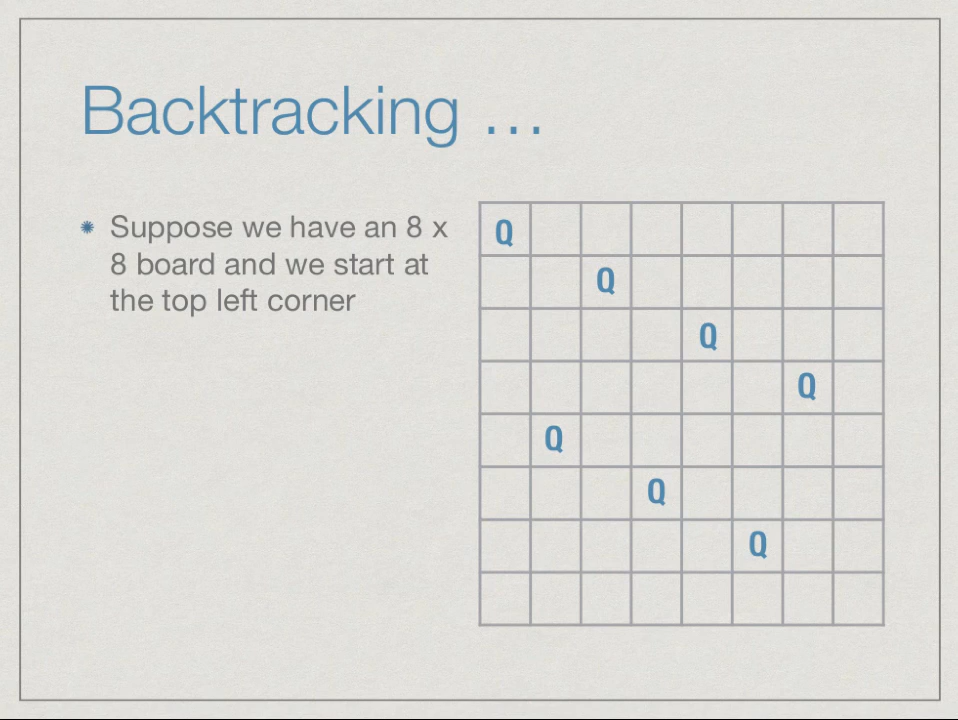 Backtracking ...
Suppose we have an 8 x
8 board and we start at
the top left corner
Q
Q
Q
Q
Q
Q
Q